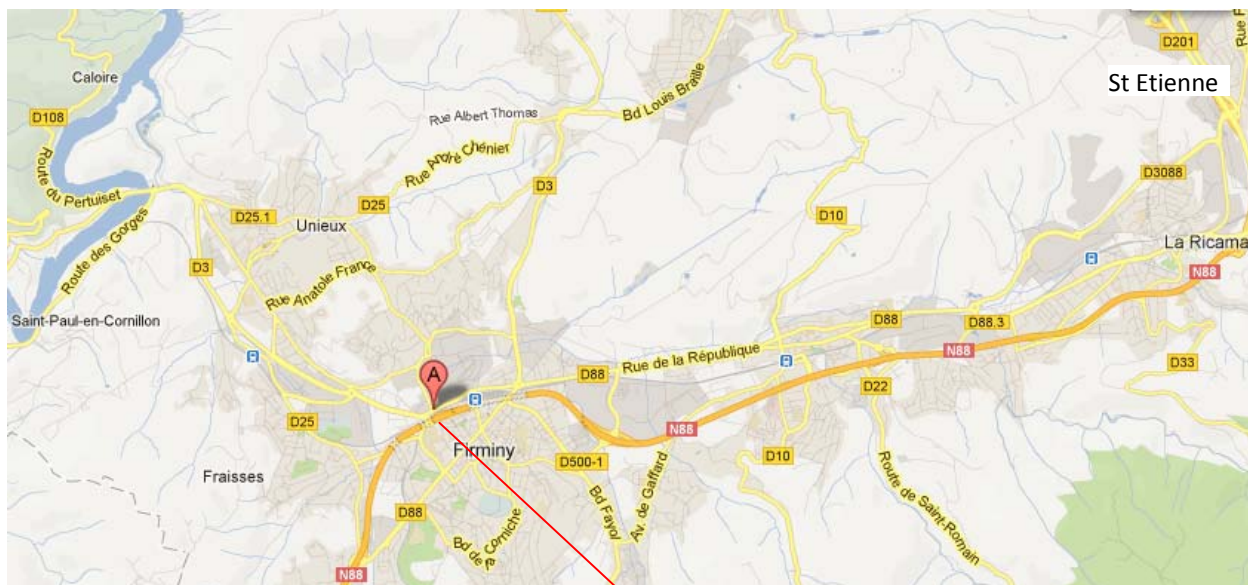 D201
Rue F
St Etienne
Caloire
D108
Route du Pertuiset
Rue Albert Thomas
Bd Louis Braille
Rue André Chénier
D25
D3
D3088
D25.1
Unieux
D10
La Ricama
N88
Route des Gorges
D3
Rue Anatole France
Saint-Paul-en-Cornillon
D88
D88.3
Rue de la République
N88
D33
A
D88
D22
D25
N88
Firminy
D500-1
D10
Fraisses
Av. de Gaffard
Route de Saint-Romain
D88
Bd de la Corniche
Bd Fayol
N88